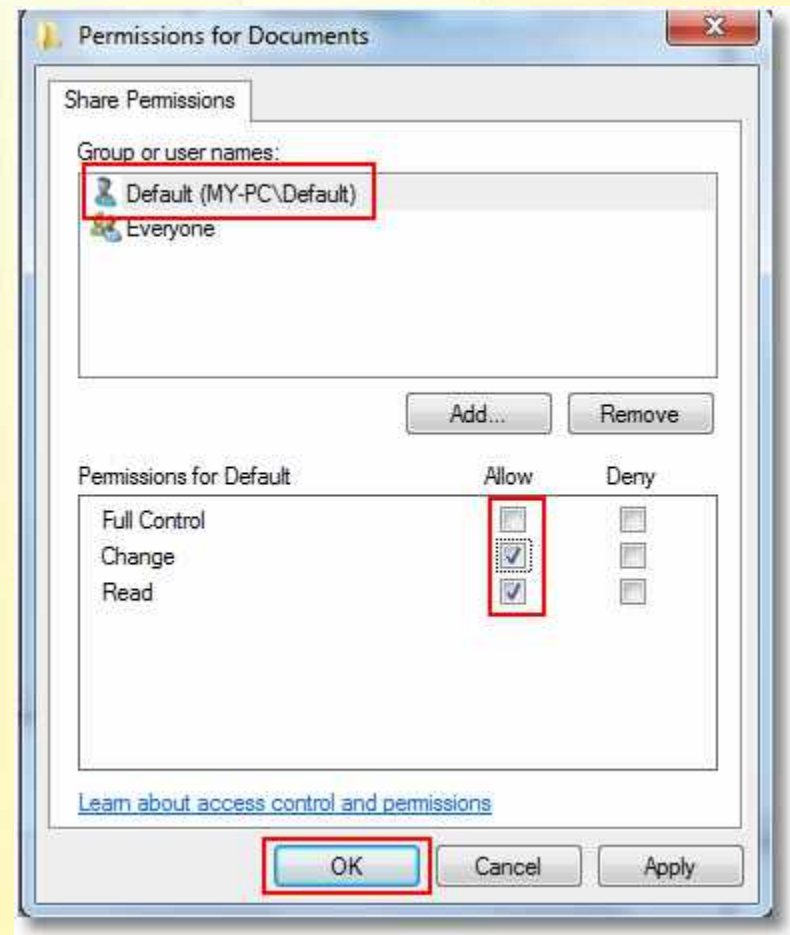 Permissions for Documents
Share Permissions
Group or user names:
Default (MY-PC\Default)
Everyone
Add... Remove
Permissions for Default Allow Deny
Full Control
Change
Read
Learn about access control and permissions
OK Cancel Apply